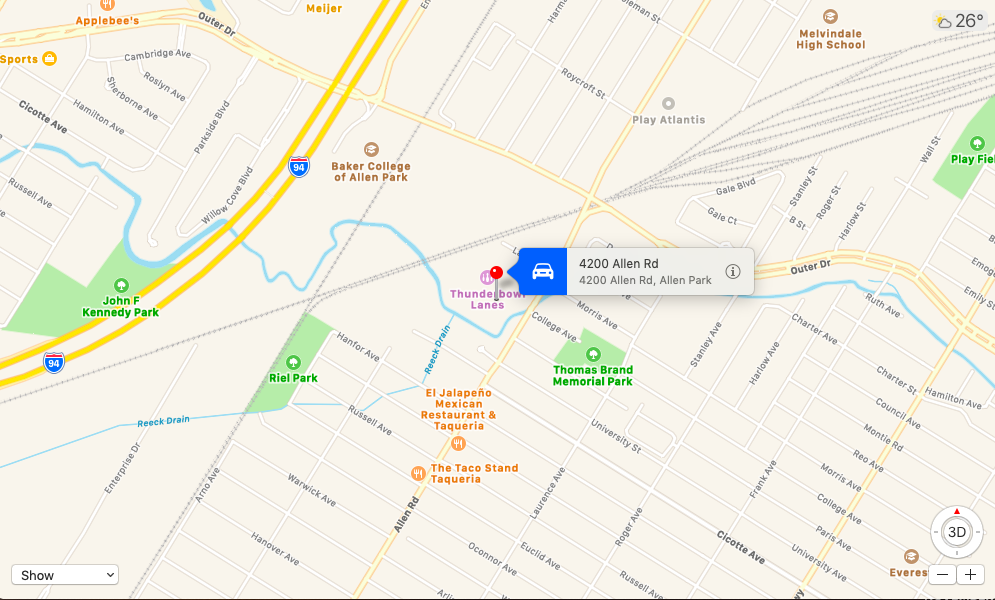 Applebee's
Outer Dr
Meijer
Coleman St
Melvindale
High School
26°
Sports
Cambridge Ave
Roslyn Ave
Sherborne Ave
Hamilton Ave
Cicotte Ave
Parkside Blvd
Roycroft St
Play Atlantis
94
Baker College
of Allen Park
Wall St
Play Fiel
Russell Ave
Willow Cove Blvd
Gale Blvd
Gale Ct
Stanley St
Roger St
B St
Harlow St
4200 Allen Rd
4200 Allen Rd, Allen Park
Outer Dr
Thunderbowl
Lanes
John F
Kennedy Park
Morris Ave
College Ave
Ruth Ave
Emily St
Charter Ave
Stanley Ave
Harlow Ave
Reeck Drain
Hanfor Ave
94
Riel Park
Thomas Brand
Memorial Park
Charter St
Hamilton Ave
Council Ave
El Jalapeño
Mexican
Restaurant &
Taqueria
Reeck Drain
Russell Ave
University St
Montie Rd
Reo Ave
The Taco Stand
Taqueria
Enterprise Dr
Arno Ave
Warwick Ave
Laurence Ave
Frank Ave
Morris Ave
College Ave
Allen Rd
Roger Ave
Paris Ave
3D
Hanover Ave
Oconnor Ave
Euclid Ave
Cicotte Ave
University Ave
Everes
Show
Russell Ave